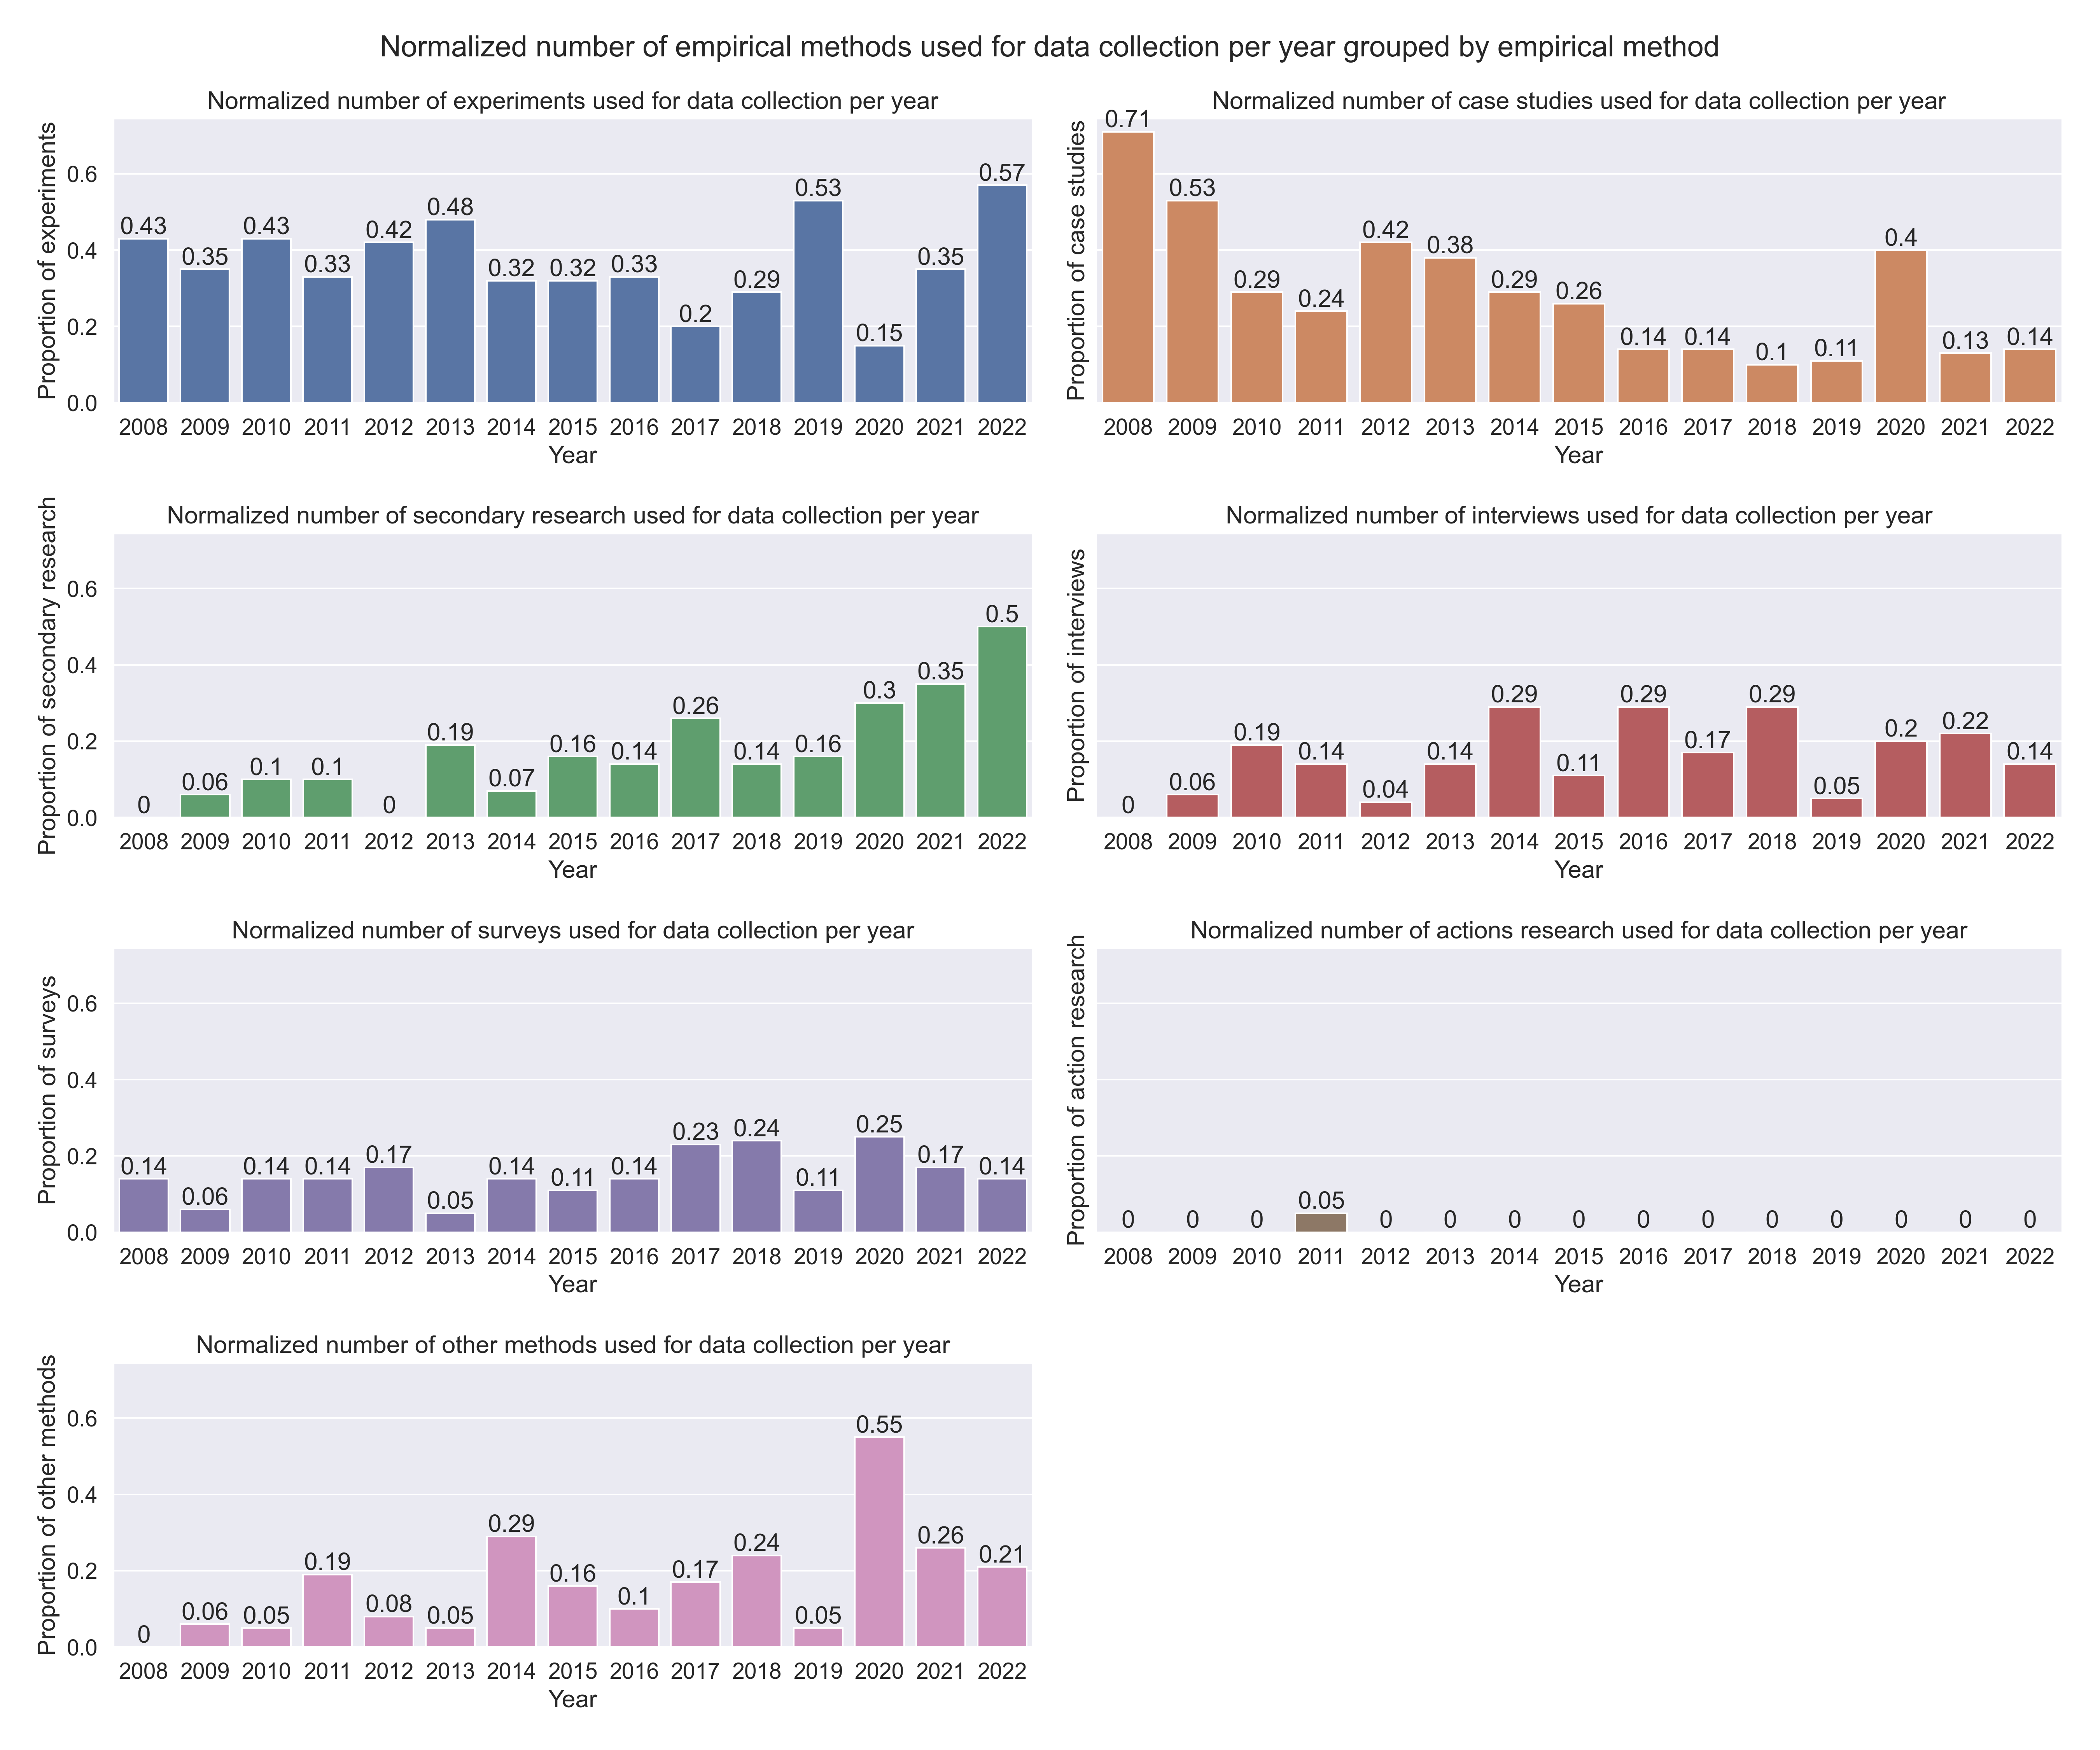 Normalized number of empirical methods used for data collection per year grouped by empirical method
Normalized number of experiments used for data collection per year
Proportion of experiments
0.6
0.4
0.2
0.0
0.43 0.35 0.43 0.33 0.42 0.48 0.32 0.32 0.33 0.2 0.29 0.53 0.15 0.35 0.57
2008 2009 2010 2011 2012 2013 2014 2015 2016 2017 2018 2019 2020 2021 2022
Year
Normalized number of case studies used for data collection per year
Proportion of case studies
0.71 0.53 0.29 0.24 0.42 0.38 0.29 0.26 0.14 0.14 0.1 0.11 0.4 0.13 0.14
2008 2009 2010 2011 2012 2013 2014 2015 2016 2017 2018 2019 2020 2021 2022
Year
Normalized number of secondary research used for data collection per year
Proportion of secondary research
0.6
0.4
0.2
0.0
0 0.06 0.1 0.1 0 0.19 0.07 0.16 0.14 0.26 0.14 0.16 0.3 0.35 0.5
2008 2009 2010 2011 2012 2013 2014 2015 2016 2017 2018 2019 2020 2021 2022
Year
Normalized number of interviews used for data collection per year
Proportion of interviews
0 0.06 0.19 0.14 0.04 0.14 0.29 0.11 0.29 0.17 0.29 0.05 0.2 0.22 0.14
2008 2009 2010 2011 2012 2013 2014 2015 2016 2017 2018 2019 2020 2021 2022
Year
Normalized number of surveys used for data collection per year
Proportion of surveys
0.6
0.4
0.2
0.0
0.14 0.06 0.14 0.14 0.17 0.05 0.14 0.11 0.14 0.23 0.24 0.11 0.25 0.17 0.14
2008 2009 2010 2011 2012 2013 2014 2015 2016 2017 2018 2019 2020 2021 2022
Year
Normalized number of actions research used for data collection per year
Proportion of action research
0 0 0 0.05 0 0 0 0 0 0 0 0 0 0 0
2008 2009 2010 2011 2012 2013 2014 2015 2016 2017 2018 2019 2020 2021 2022
Year
Normalized number of other methods used for data collection per year
Proportion of other methods
0.6
0.4
0.2
0.0
0 0.06 0.05 0.19 0.08 0.05 0.29 0.16 0.1 0.17 0.24 0.05 0.55 0.26 0.21
2008 2009 2010 2011 2012 2013 2014 2015 2016 2017 2018 2019 2020 2021 2022
Year